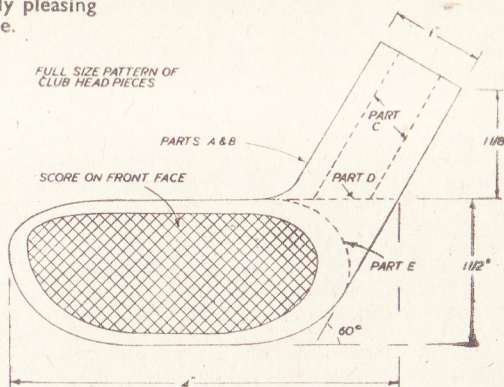 ly pleasing
e.
FULL SIZE PATTERN OF
CLUB HEAD PIECES
1"
PART
C
PARTS A & B
1 1/8
SCORE ON FRONT FACE
PART D
PART E
1 1/2"
60°
4"